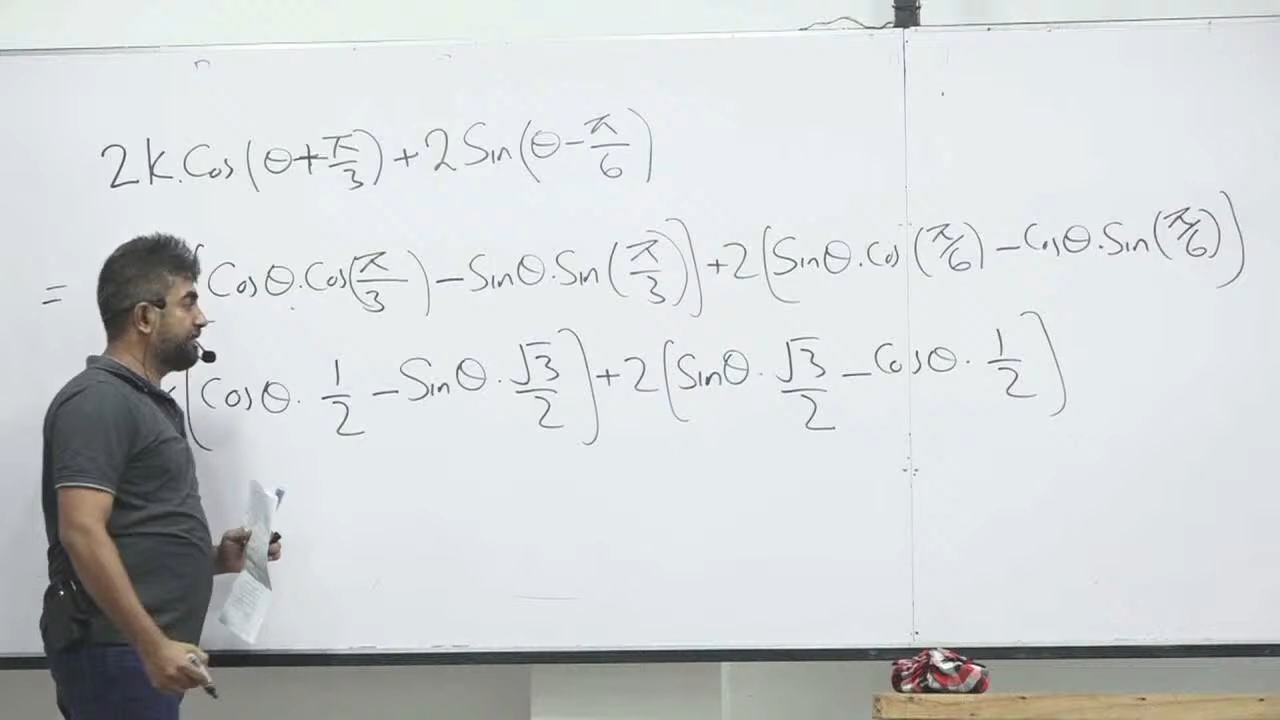 2k.Cos(θ+π/3)+2Sin(θ-π/6)
= (Cosθ.Cos(π/3)-Sinθ.Sin(π/3))+2(Sinθ.Cos(π/6)-Cosθ.Sin(π/6))
(Cosθ.1/2-Sinθ.√3/2)+2(Sinθ.√3/2-Cosθ.1/2)